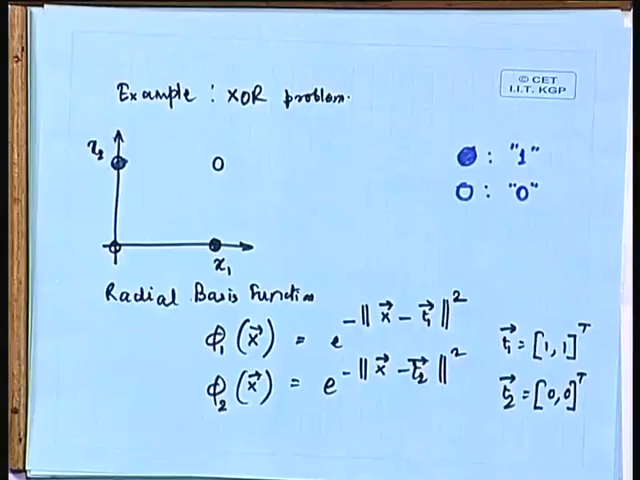 Example : XOR problem.
© CET
I.I.T. KGP
x₂
: "1"
: "0"
x₁
Radial Basis Function
φ₁(x⃗) = e^{-‖x⃗ - t⃗₁‖²} t⃗₁ = [1,1]ᵀ
φ₂(x⃗) = e^{-‖x⃗ - t⃗₂‖²} t⃗₂ = [0,0]ᵀ